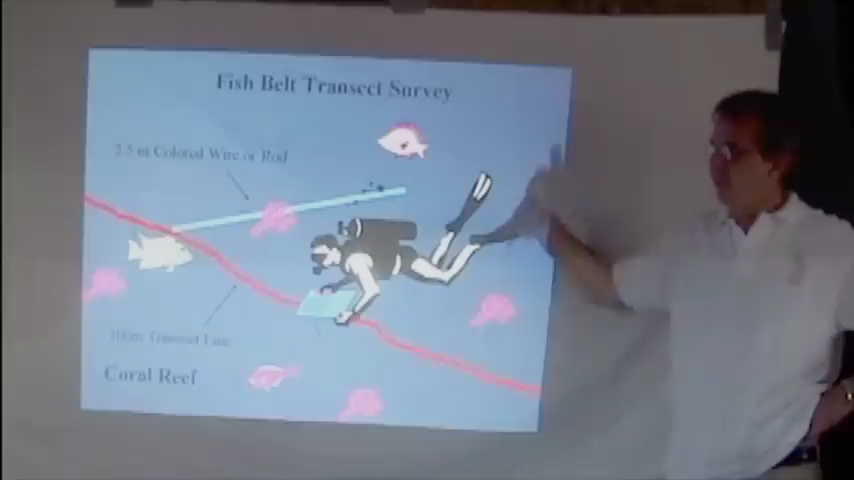 Fish Belt Transect Survey
2.5 m Colored Wire or Rod
Transect Line
Coral Reef